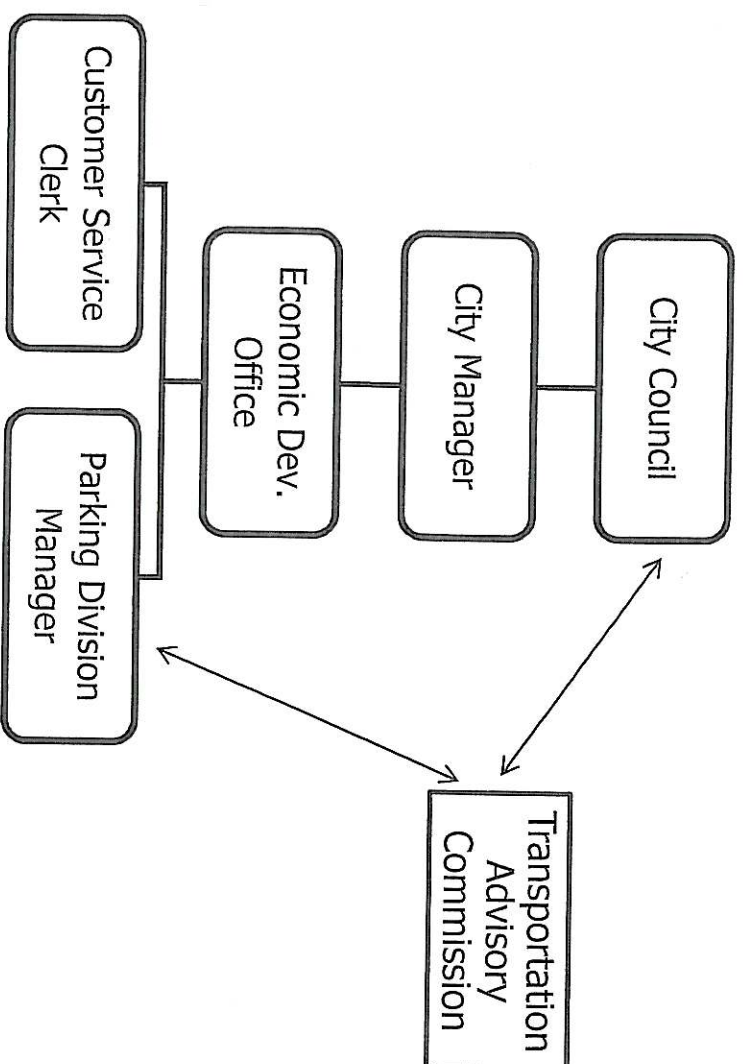 City Council
Transportation
Advisory
Commission
City Manager
Economic Dev.
Office
Customer Service
Clerk
Parking Division
Manager